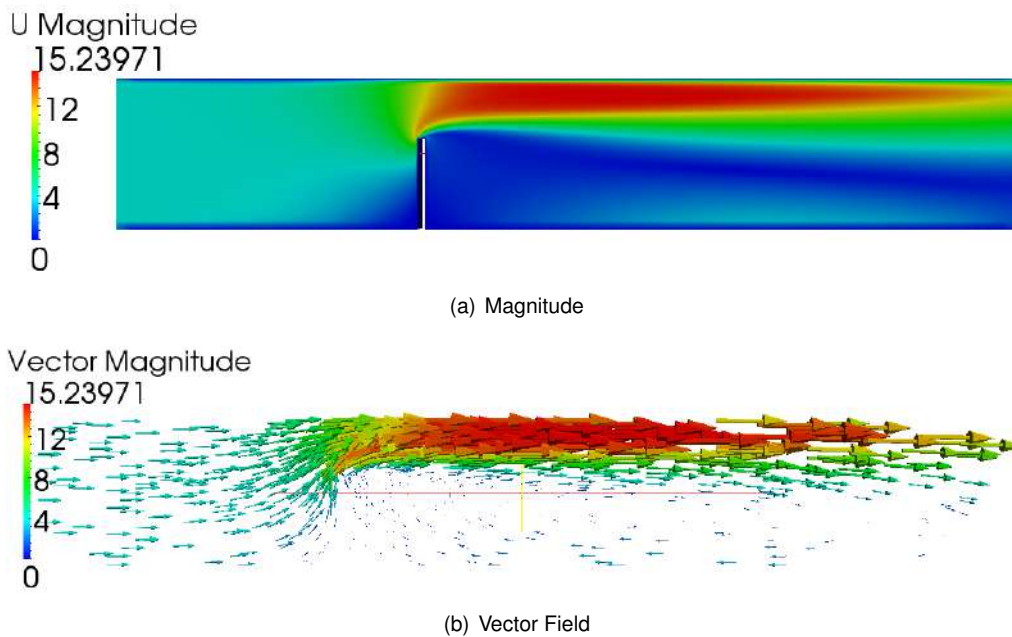 U Magnitude
15.23971
12
8
4
0
(a) Magnitude
Vector Magnitude
15.23971
12
8
4
0
(b) Vector Field